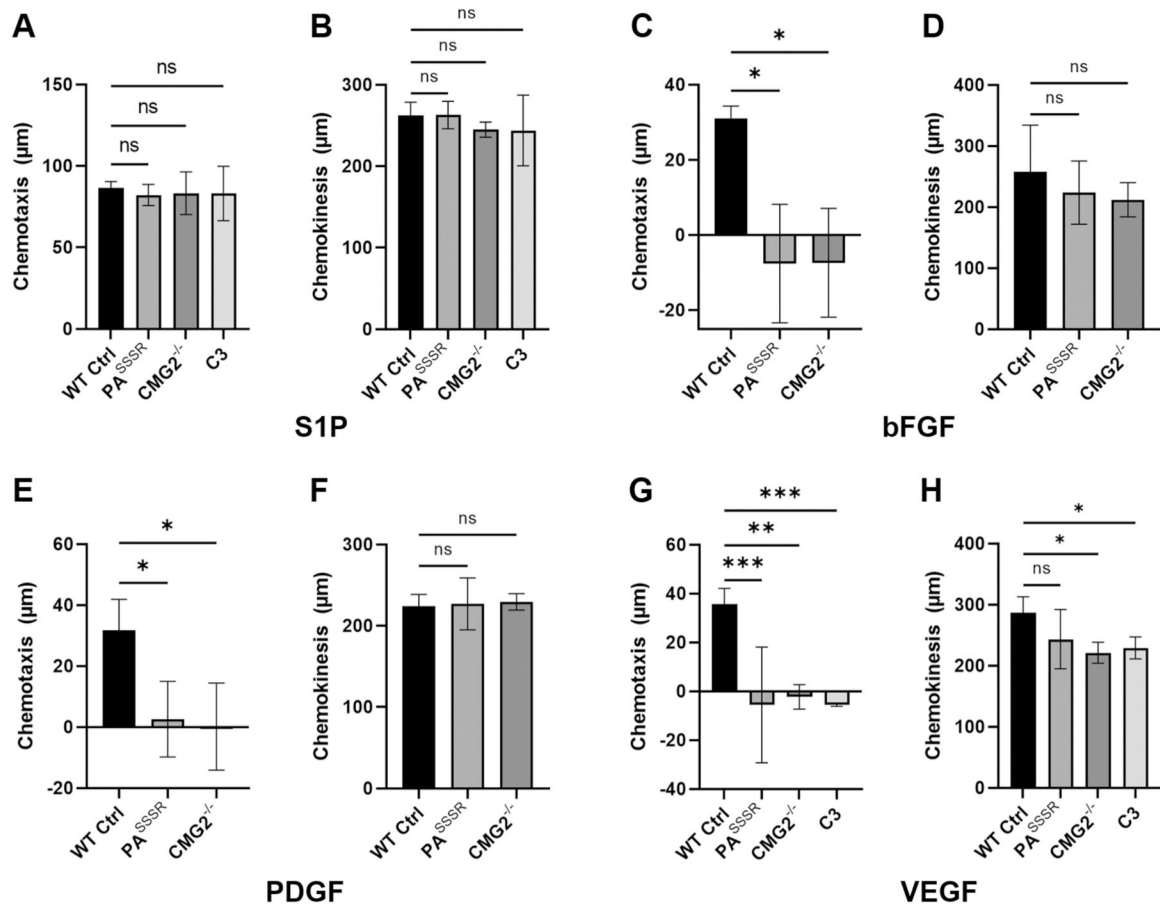 A
Chemotaxis (µm)
150
100
50
0
ns
ns
ns
WT Ctrl
PA^SSSR
CMG2^-/-
C3
B
Chemokinesis (µm)
300
200
100
0
ns
ns
ns
WT Ctrl
PA^SSSR
CMG2^-/-
C3
S1P
C
Chemotaxis (µm)
40
20
0
-20
*
*
WT Ctrl
PA^SSSR
CMG2^-/-
D
Chemokinesis (µm)
400
300
200
100
0
ns
ns
WT Ctrl
PA^SSSR
CMG2^-/-
bFGF
E
Chemotaxis (µm)
60
40
20
0
-20
*
*
WT Ctrl
PA^SSSR
CMG2^-/-
F
Chemokinesis (µm)
300
200
100
0
ns
ns
WT Ctrl
PA^SSSR
CMG2^-/-
PDGF
G
Chemotaxis (µm)
60
40
20
0
-20
-40
***
**
***
WT Ctrl
PA^SSSR
CMG2^-/-
C3
H
Chemokinesis (µm)
400
300
200
100
0
*
*
ns
WT Ctrl
PA^SSSR
CMG2^-/-
C3
VEGF